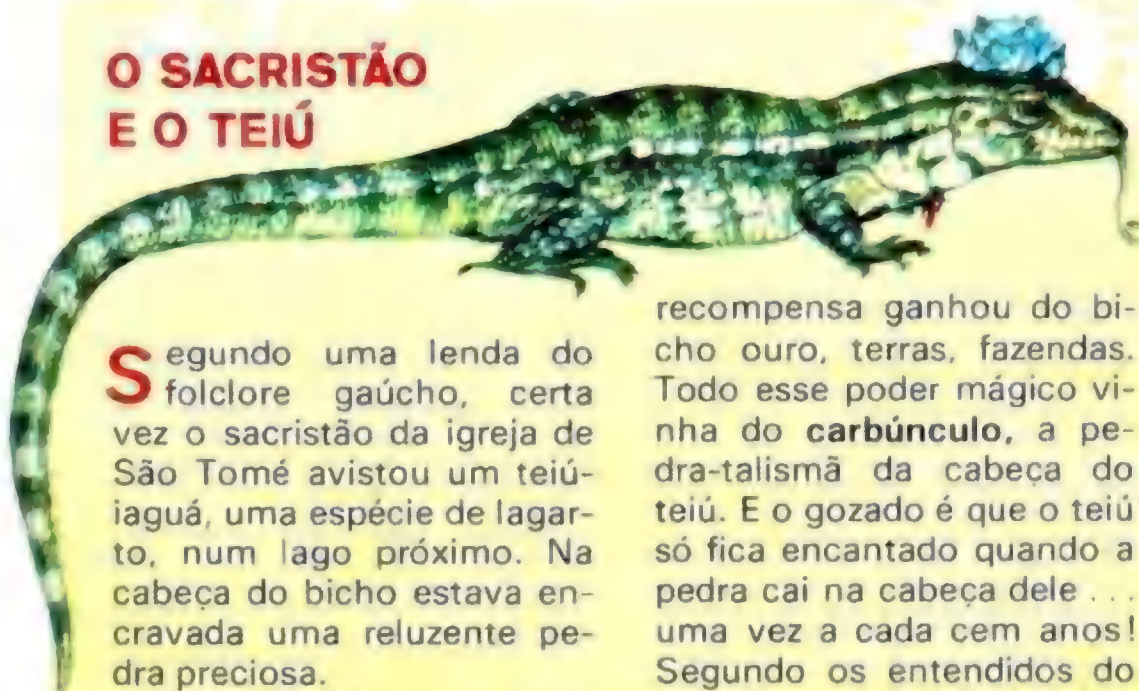 O SACRISTÃO
E O TEIÚ
Segundo uma lenda do
folclore gaúcho, certa
vez o sacristão da igreja de
São Tomé avistou um teiú-
iaguá, uma espécie de lagar-
to, num lago próximo. Na
cabeça do bicho estava en-
cravada uma reluzente pe-
dra preciosa.
recompensa ganhou do bi-
cho ouro, terras, fazendas.
Todo esse poder mágico vi-
nha do carbúnculo, a pe-
dra-talismã da cabeça do
teiú. E o gozado é que o teiú
só fica encantado quando a
pedra cai na cabeça dele ...
uma vez a cada cem anos!
Segundo os entendidos do